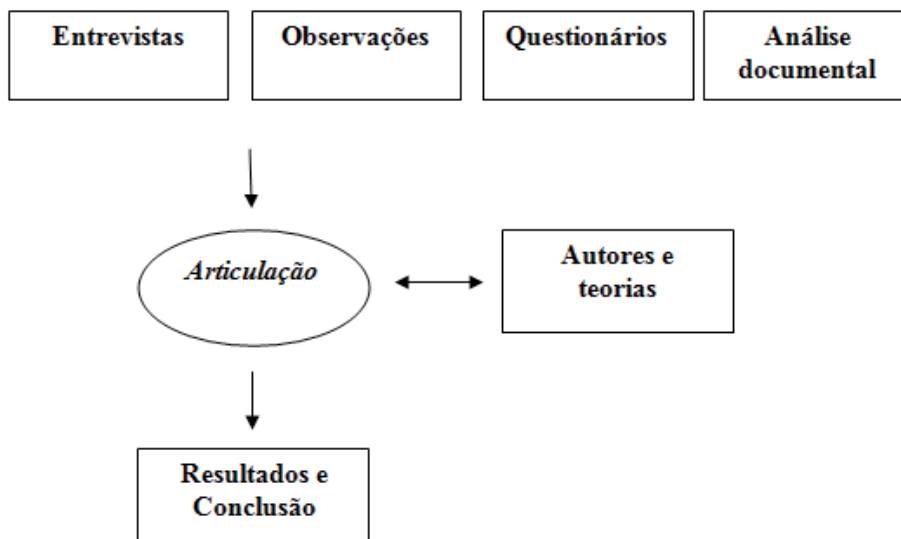 Entrevistas
Observações
Questionários
Análise
documental
Articulação
Autores e
teorias
Resultados e
Conclusão